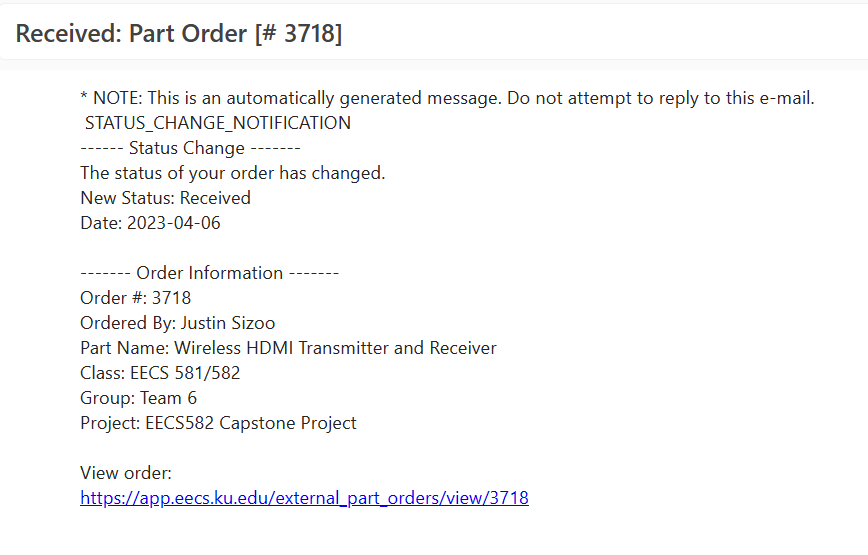 Received: Part Order [# 3718]
* NOTE: This is an automatically generated message. Do not attempt to reply to this e-mail.
STATUS_CHANGE_NOTIFICATION
------ Status Change -------
The status of your order has changed.
New Status: Received
Date: 2023-04-06
------- Order Information -------
Order #: 3718
Ordered By: Justin Sizoo
Part Name: Wireless HDMI Transmitter and Receiver
Class: EECS 581/582
Group: Team 6
Project: EECS582 Capstone Project
View order:
https://app.eecs.ku.edu/external_part_orders/view/3718